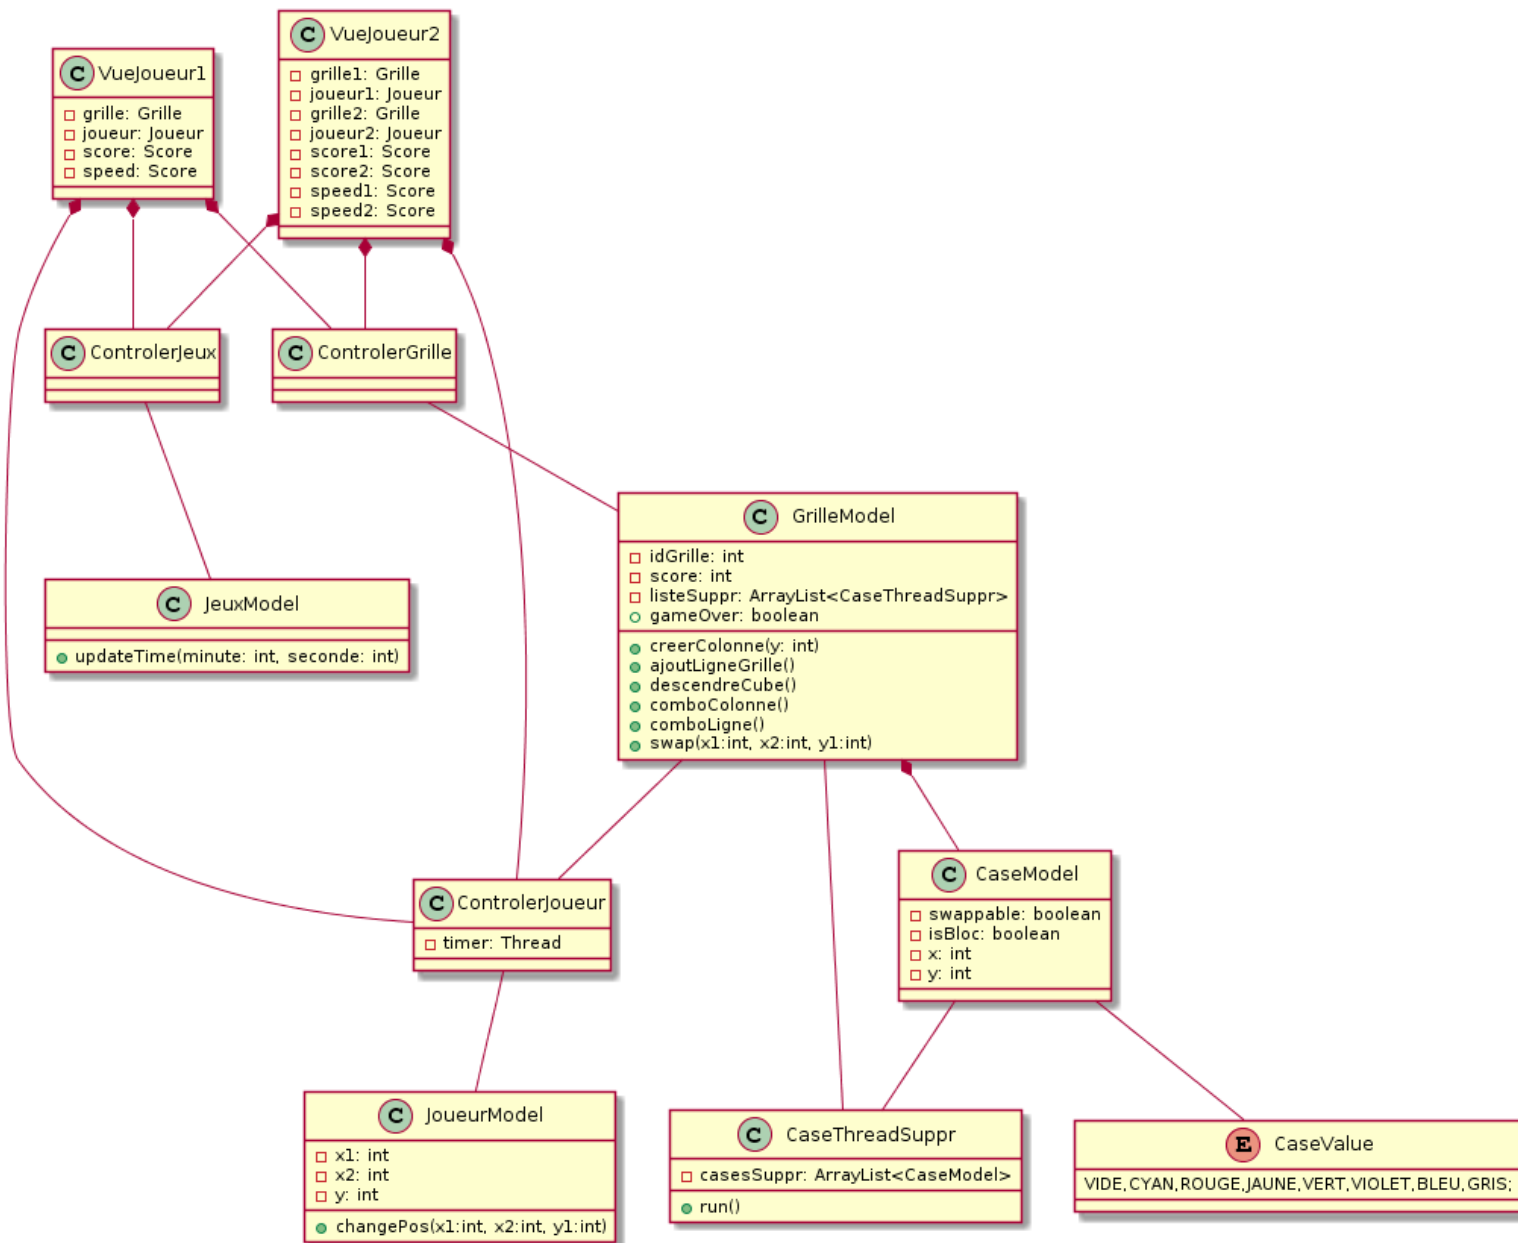 C VueJoueur1
grille: Grille
joueur: Joueur
score: Score
speed: Score
C VueJoueur2
grille1: Grille
joueur1: Joueur
grille2: Grille
joueur2: Joueur
score1: Score
score2: Score
speed1: Score
speed2: Score
C ControlerJeux
C ControlerGrille
C GrilleModel
idGrille: int
score: int
listeSuppr: ArrayList<CaseThreadSuppr>
gameOver: boolean
creerColonne(y: int)
ajoutLigneGrille()
descendreCube()
comboColonne()
comboLigne()
swap(x1:int, x2:int, y1:int)
C JeuxModel
updateTime(minute: int, seconde: int)
C ControlerJoueur
timer: Thread
C CaseModel
swappable: boolean
isBloc: boolean
x: int
y: int
C JoueurModel
x1: int
x2: int
y: int
changePos(x1:int, x2:int, y1:int)
C CaseThreadSuppr
casesSuppr: ArrayList<CaseModel>
run()
E CaseValue
VIDE,CYAN,ROUGE,JAUNE,VERT,VIOLET,BLEU,GRIS;